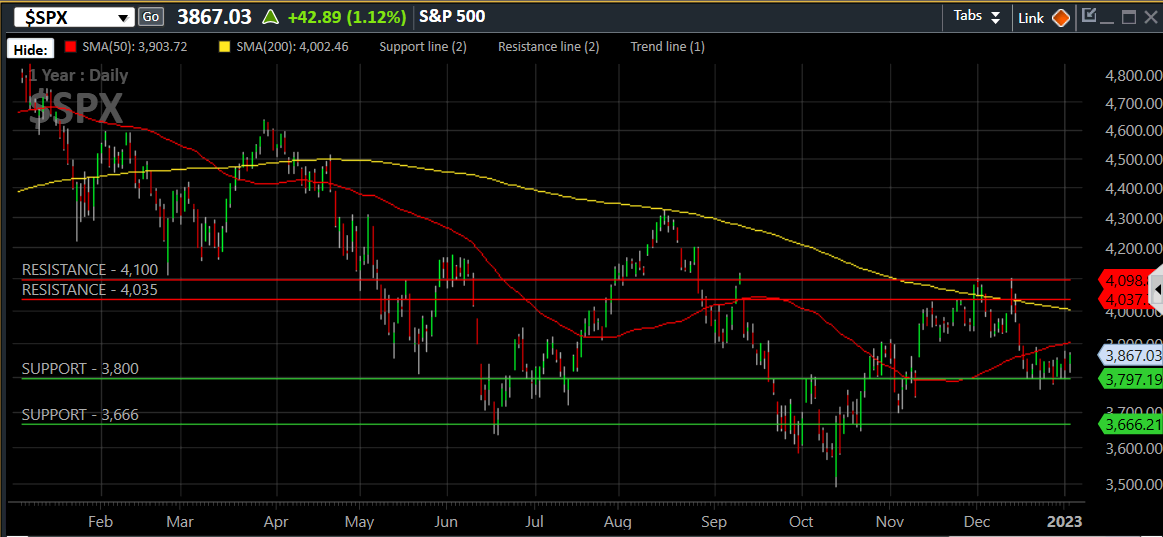 $SPX Go 3867.03 +42.89 (1.12%) S&P 500 Tabs Link
Hide: SMA(50): 3,903.72 SMA(200): 4,002.46 Support line (2) Resistance line (2) Trend line (1)
1 Year : Daily
$SPX
4,800.00
4,700.00
4,600.00
4,500.00
4,400.00
4,300.00
4,200.00
RESISTANCE - 4,100
4,098.
RESISTANCE - 4,035
4,037.
4,000.00
3,867.03
SUPPORT - 3,800
3,797.19
SUPPORT - 3,666
3,666.21
3,600.00
3,500.00
Feb Mar Apr May Jun Jul Aug Sep Oct Nov Dec 2023